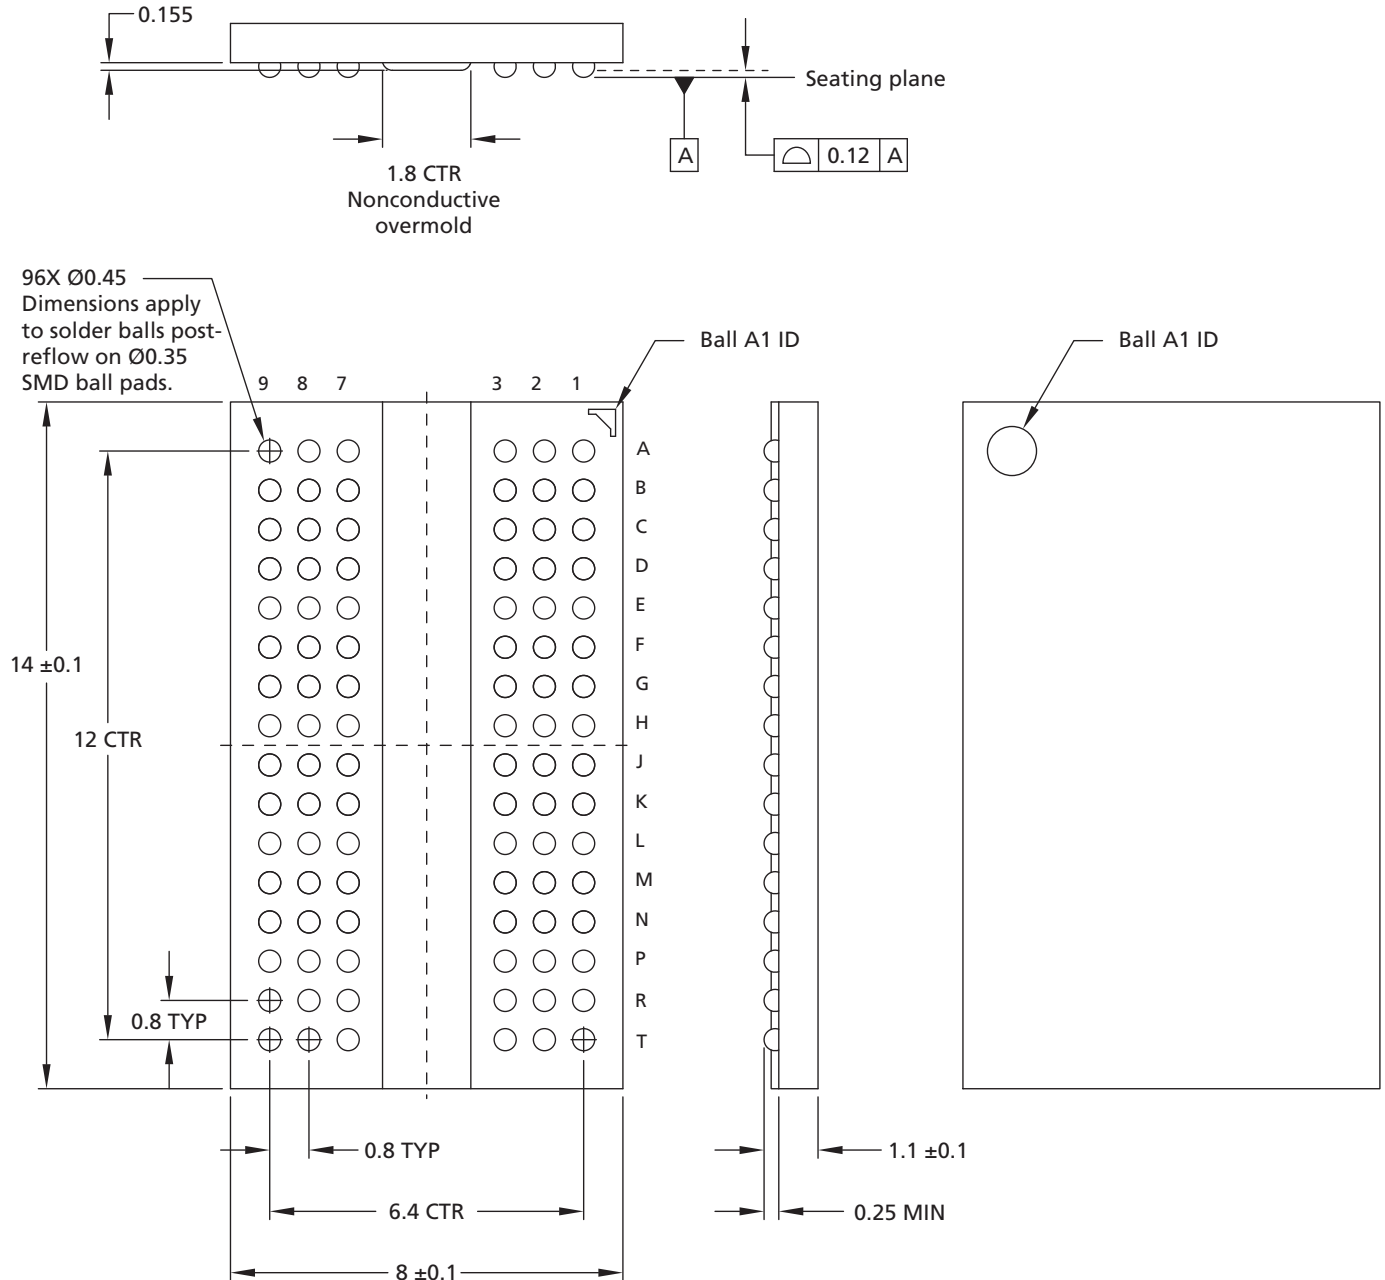 0.155
Seating plane
A
0.12 A
1.8 CTR
Nonconductive
overmold
96X Ø0.45
Dimensions apply
to solder balls post-
reflow on Ø0.35
SMD ball pads.
Ball A1 ID
Ball A1 ID
9 8 7 3 2 1
A
B
C
D
E
F
G
H
J
K
L
M
N
P
R
T
14 ±0.1
12 CTR
0.8 TYP
0.8 TYP
1.1 ±0.1
6.4 CTR
0.25 MIN
8 ±0.1